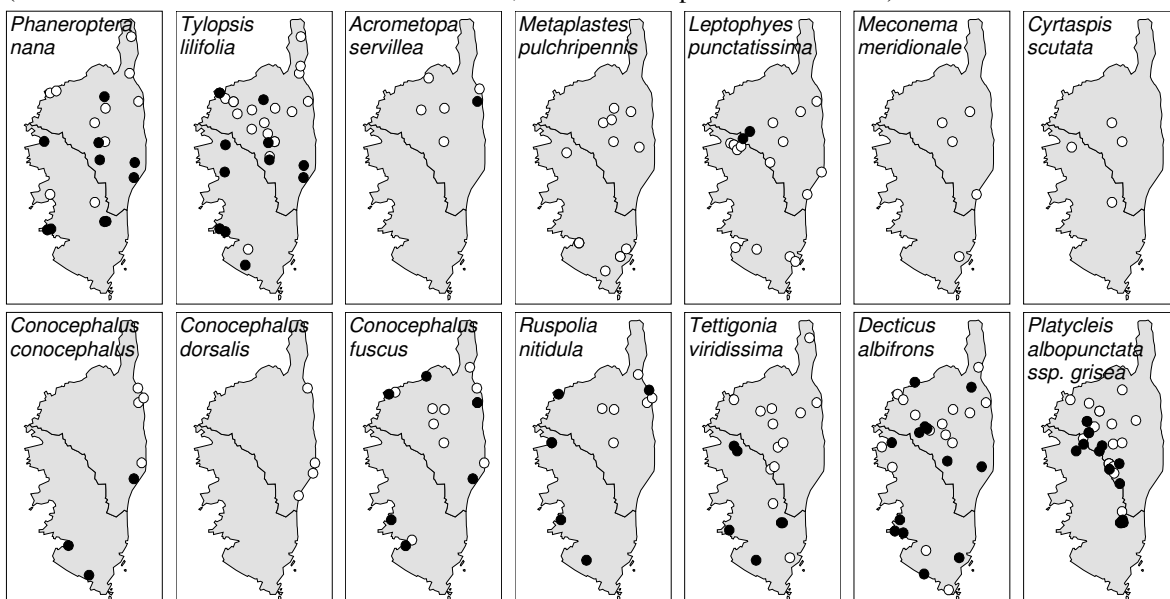 Phaneroptera
nana
Tylopsis
lilifolia
Acrometopa
servillea
Metaplastes
pulchripennis
Leptophyes
punctatissima
Meconema
meridionale
Cyrtaspis
scutata
Conocephalus
conocephalus
Conocephalus
dorsalis
Conocephalus
fuscus
Ruspolia
nitidula
Tettigonia
viridissima
Decticus
albifrons
Platycleis
albopunctata
ssp. grisea